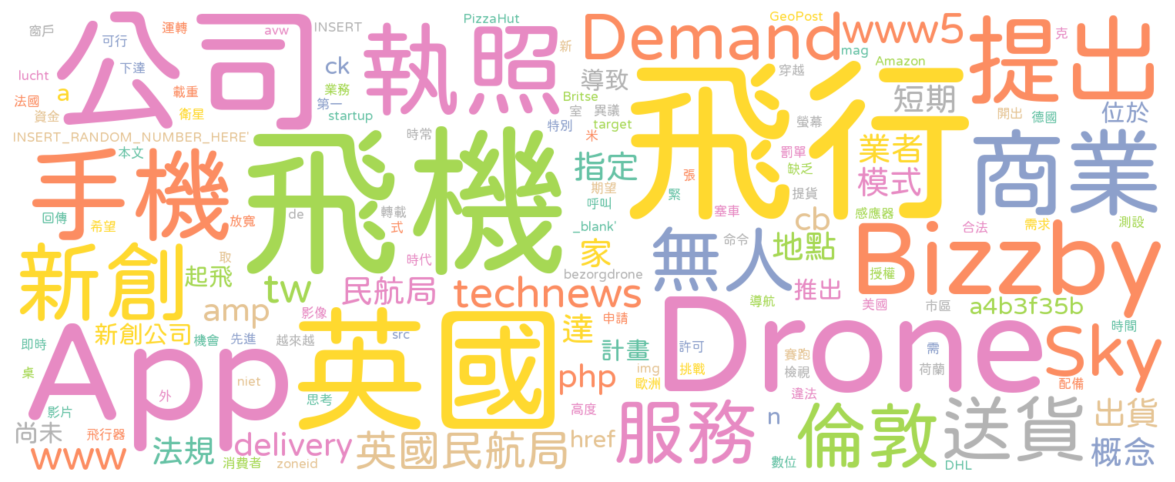 窗戶
可行
運轉
avw
INSERT
PizzaHut
GeoPost
新
克
公司
執照
Demand
www5
提出
lucht
下達
載重
ck
導致
穿越
mag
Amazon
法國
a
衛星
業務
第一
startup
Britse
短期
位於
資金
室
異議
target
特別
開出
德國
飛行
INSERT_RANDOM_NUMBER_HERE'
本文
時常
米
螢幕
罰單
缺乏
業者
商業
手機
飛機
指定
模式
張
提貨
期望
呼叫
緊
回傳
希望
放寬
de
轉載
式
_blank'
塞車
cb
感應器
合法
需求
測設
新創
取
起飛
時代
家
無人
命令
地點
Bizzby
tw
民航局
bezorgdrone
technews
授權
推出
導航
美國
市區
a4b3f35b
amp
影像
英國
達
申請
Drone
Sky
新創公司
機會
先進
越來越
src
計畫
許可
需
時間
即時
App
桌
niet
思考
php
img
歐洲
挑戰
賽跑
檢視
荷蘭
配備
影片
外
高度
違法
尚未
飛行器
服務
n
倫敦
送貨
出貨
www
法規
delivery
消費者
zoneid
英國民航局
href
數位
DHL
概念